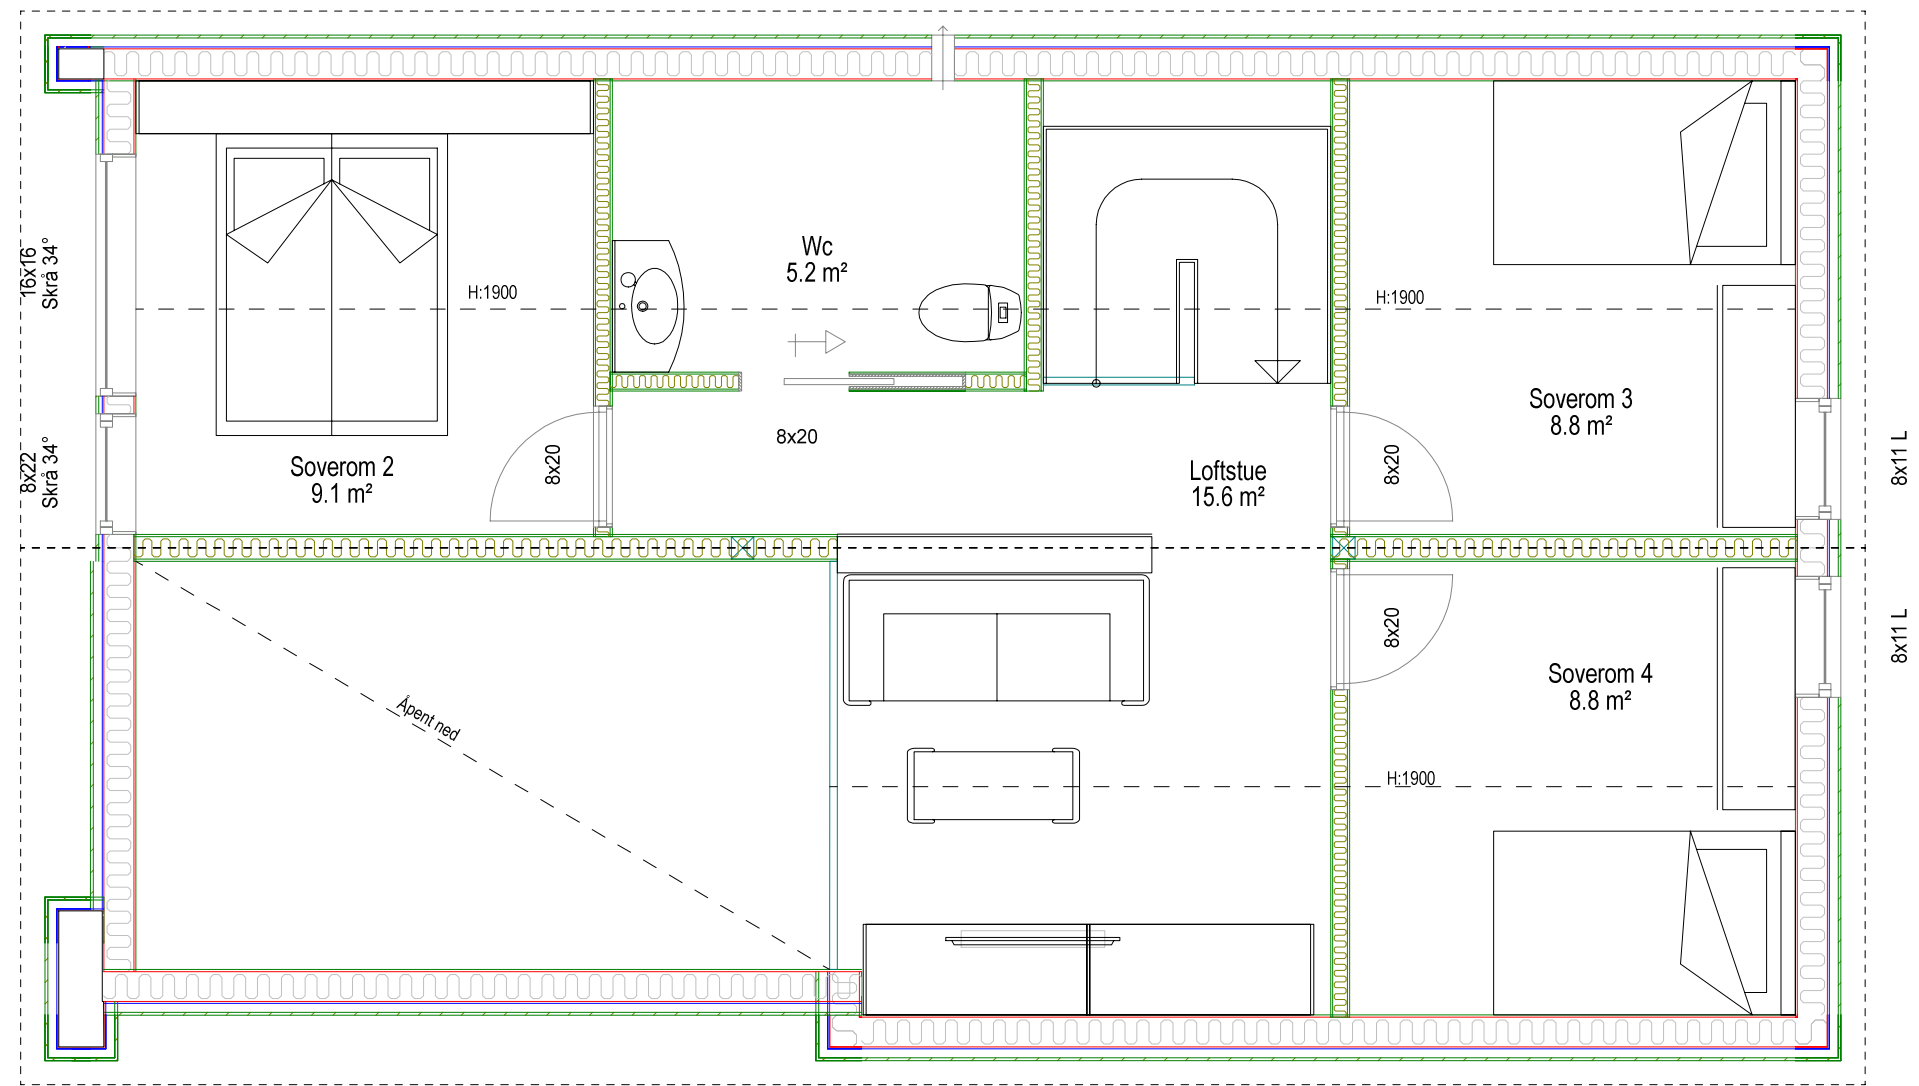 Wc
5.2 m²
16x16
Skrå 34°
H:1900
H:1900
Soverom 3
8.8 m²
8x20
Soverom 2
9.1 m²
8x22
Skrå 34°
8x20
Loftstue
15.6 m²
8x20
8x11 L
8x20
8x11 L
Soverom 4
8.8 m²
Åpent ned
H:1900